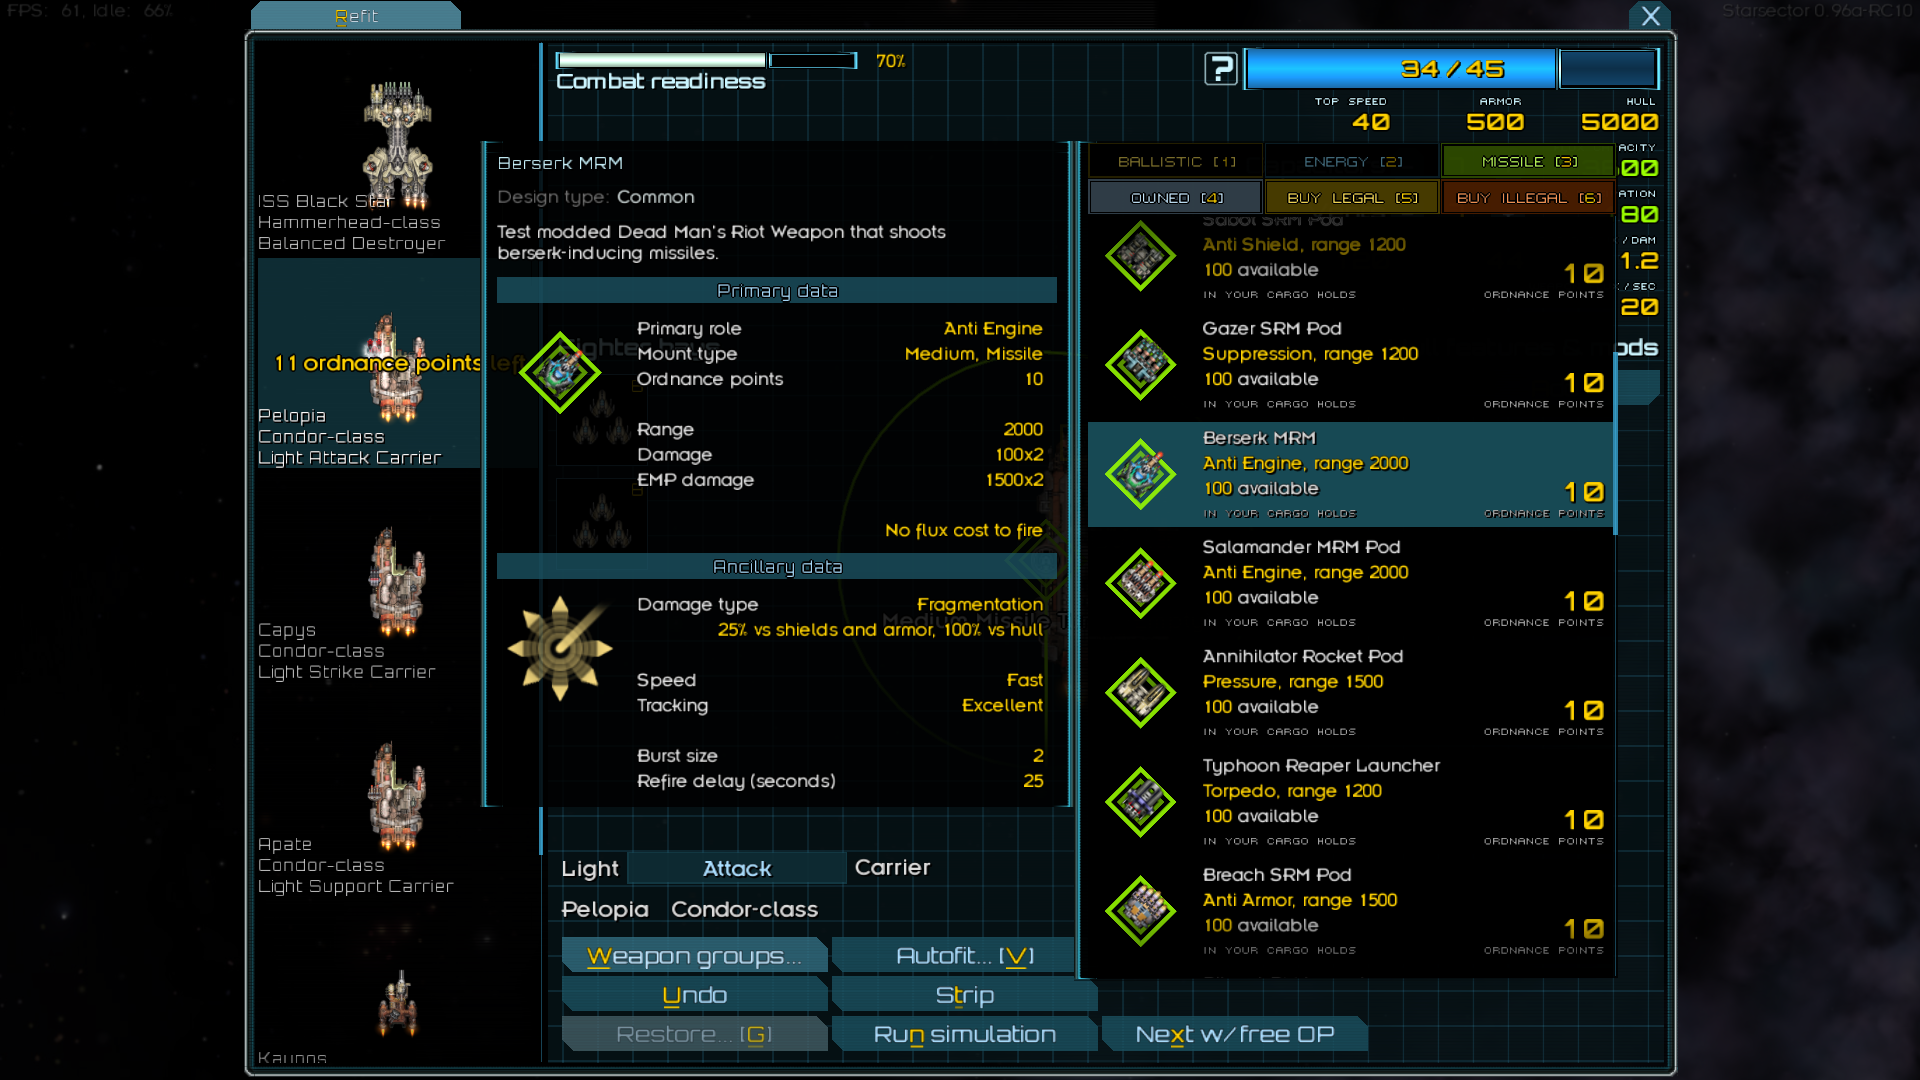 FPS: 61, Idle: 66%
Refit
X
Starsector 0.96a-RC10
70%
Combat readiness
?
34 / 45
TOP SPEED
40
ARMOR
500
HULL
5000
ISS Black Star
Hammerhead-class
Balanced Destroyer
11 ordnance points left
Pelopia
Condor-class
Light Attack Carrier
Capys
Condor-class
Light Strike Carrier
Apate
Condor-class
Light Support Carrier
Berserk MRM
Design type: Common
Test modded Dead Man's Riot Weapon that shoots
berserk-inducing missiles.
Primary data
Primary role Anti Engine
Mount type Medium, Missile
Ordnance points 10
Range 2000
Damage 100x2
EMP damage 1500x2
No flux cost to fire
Ancillary data
Damage type Fragmentation
25% vs shields and armor, 100% vs hull
Speed Fast
Tracking Excellent
Burst size 2
Refire delay (seconds) 25
BALLISTIC [1] ENERGY [2] MISSILE [3]
OWNED [4] BUY LEGAL [5] BUY ILLEGAL [6]
Sabot SRM Pod
Anti Shield, range 1200
100 available
10
IN YOUR CARGO HOLDS ORDNANCE POINTS
Gazer SRM Pod
Suppression, range 1200
100 available
10
IN YOUR CARGO HOLDS ORDNANCE POINTS
Berserk MRM
Anti Engine, range 2000
100 available
10
IN YOUR CARGO HOLDS ORDNANCE POINTS
Salamander MRM Pod
Anti Engine, range 2000
100 available
10
IN YOUR CARGO HOLDS ORDNANCE POINTS
Annihilator Rocket Pod
Pressure, range 1500
100 available
10
IN YOUR CARGO HOLDS ORDNANCE POINTS
Typhoon Reaper Launcher
Torpedo, range 1200
100 available
10
IN YOUR CARGO HOLDS ORDNANCE POINTS
Breach SRM Pod
Anti Armor, range 1500
100 available
10
IN YOUR CARGO HOLDS ORDNANCE POINTS
/ DAM
1.2
/ SEC
20
Light Attack Carrier
Pelopia Condor-class
Weapon groups... Autofit... [V]
Undo Strip
Restore... [G] Run simulation Next w/free OP